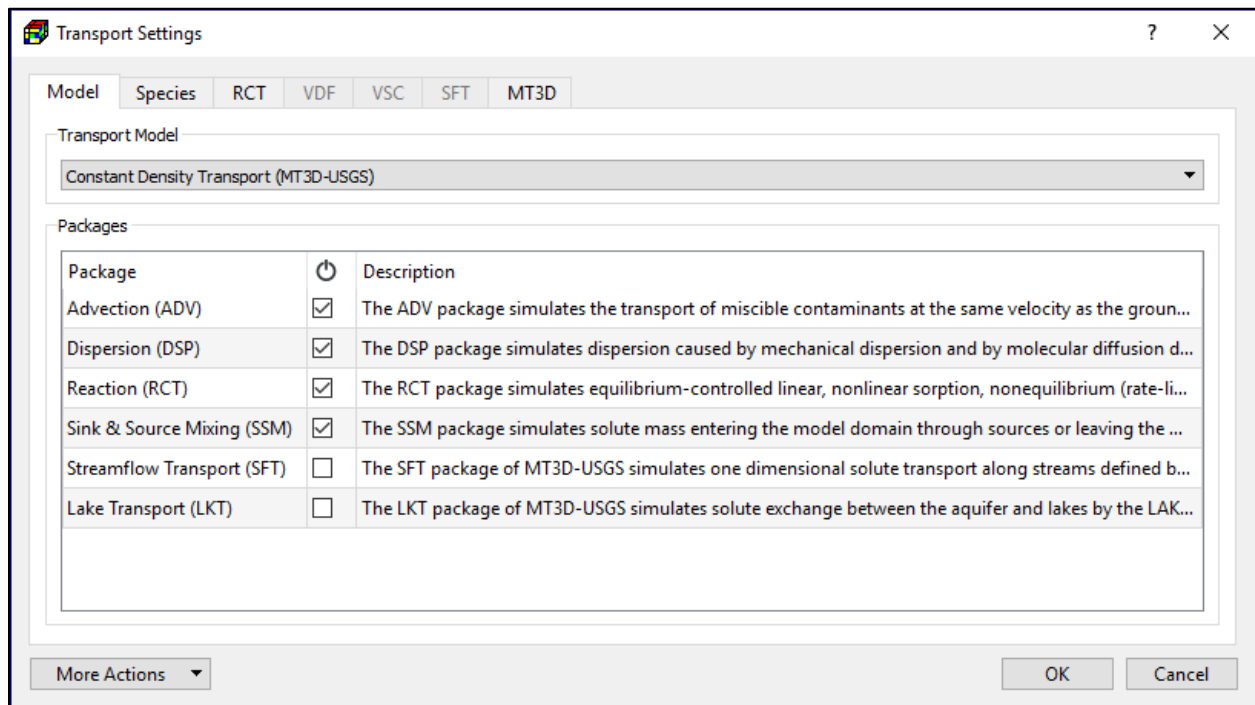 Transport Settings ?
Model Species RCT VDF VSC SFT MT3D
Transport Model
Constant Density Transport (MT3D-USGS)
Packages
Package Description
Advection (ADV) The ADV package simulates the transport of miscible contaminants at the same velocity as the groun...
Dispersion (DSP) The DSP package simulates dispersion caused by mechanical dispersion and by molecular diffusion d...
Reaction (RCT) The RCT package simulates equilibrium-controlled linear, nonlinear sorption, nonequilibrium (rate-li...
Sink & Source Mixing (SSM) The SSM package simulates solute mass entering the model domain through sources or leaving the ...
Streamflow Transport (SFT) The SFT package of MT3D-USGS simulates one dimensional solute transport along streams defined b...
Lake Transport (LKT) The LKT package of MT3D-USGS simulates solute exchange between the aquifer and lakes by the LAK...
More Actions OK Cancel